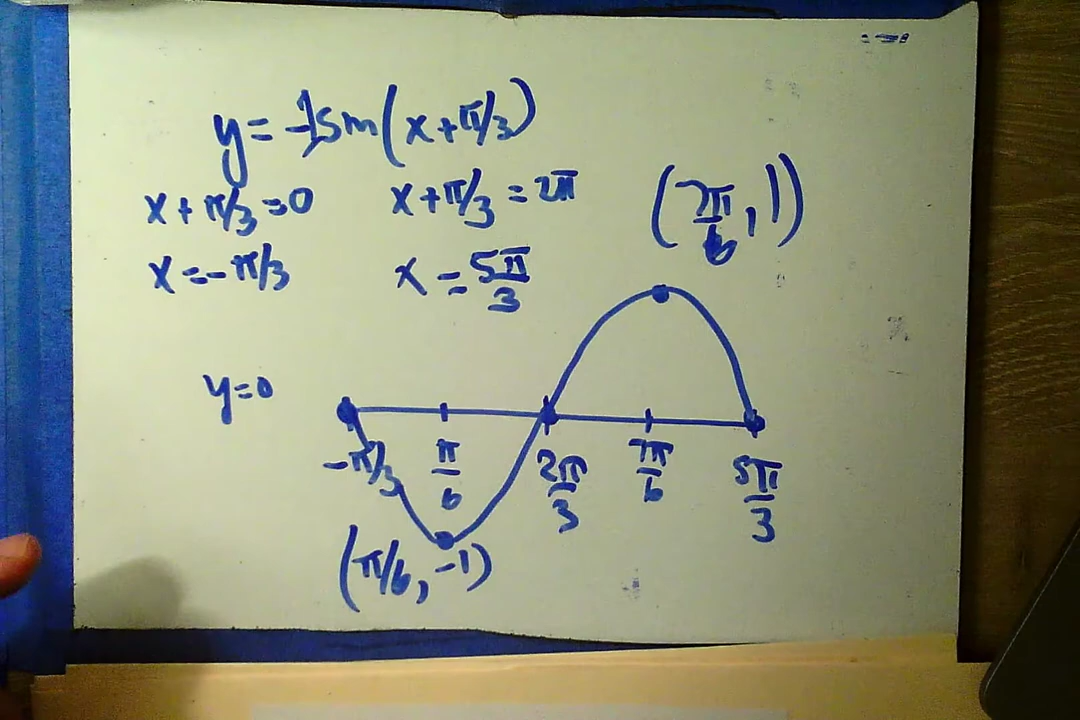 y = -1sin(x + π/3)
x + π/3 = 0 x + π/3 = 2π
x = -π/3 x = 5π/3
(7π/6, 1)
y = 0
-π/3 π/6 2π/3 7π/6 5π/3
(π/6, -1)